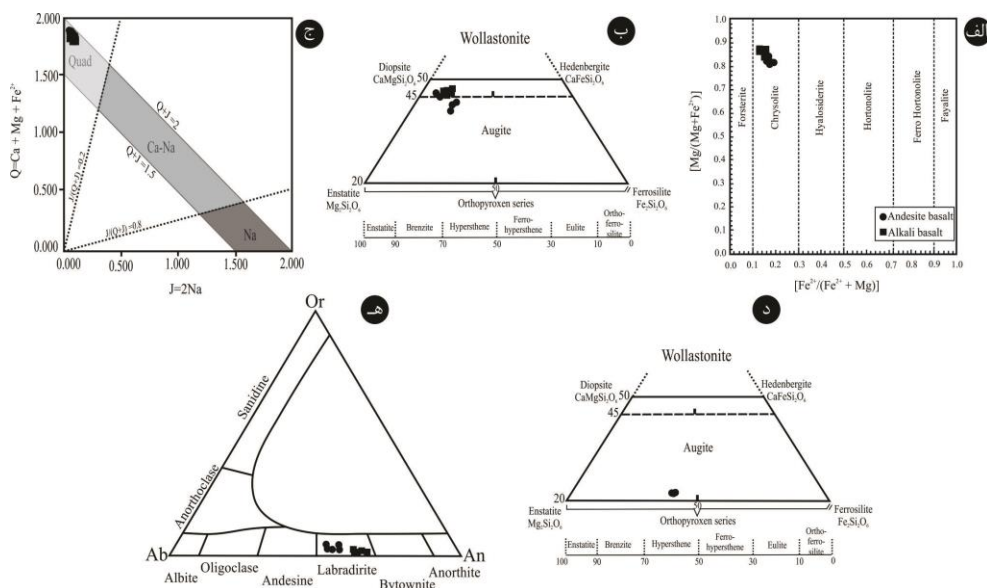 ج
2.000
1.500
1.000
0.500
0.000
0.000
0.500
1.000
1.500
2.000
Q=Ca + Mg + Fe²⁺
J=2Na
Quad
Ca-Na
Na
Q+J=2
Q+J=1.5
J/(Q+J)=0.2
J/(Q+J)=0.8
ب
Wollastonite
Diopsite
CaMgSi₂O₆
Hedenbergite
CaFeSi₂O₆
50
45
Augite
20
50
Enstatite
Mg₂Si₂O₆
Ferrosilite
Fe₂Si₂O₆
Orthopyroxen series
Enstatite
Brenzite
Hypersthene
Ferro-
hypersthene
Eulite
Ortho-
ferro-
silite
100 90 70 50 30 10 0
الف
[Mg/(Mg+Fe²⁺)]
1.0
0.9
0.8
0.7
0.6
0.5
0.4
0.3
0.2
0.1
0.0
Forsterite
Chrysolite
Hyalosiderite
Hortonolite
Ferro Hortonolite
Fayalite
Andesite basalt
Alkali basalt
0.0 0.1 0.2 0.3 0.4 0.5 0.6 0.7 0.8 0.9 1.0
[Fe²⁺/(Fe²⁺ + Mg)]
هـ
Or
Sanidine
Anorthoclase
Ab
An
Albite
Oligoclase
Andesine
Labradirite
Bytownite
Anorthite
د
Wollastonite
Diopsite
CaMgSi₂O₆
Hedenbergite
CaFeSi₂O₆
50
45
Augite
20
50
Enstatite
Mg₂Si₂O₆
Ferrosilite
Fe₂Si₂O₆
Orthopyroxen series
Enstatite
Brenzite
Hypersthene
Ferro-
hypersthene
Eulite
Ortho-
ferro-
silite
100 90 70 50 30 10 0